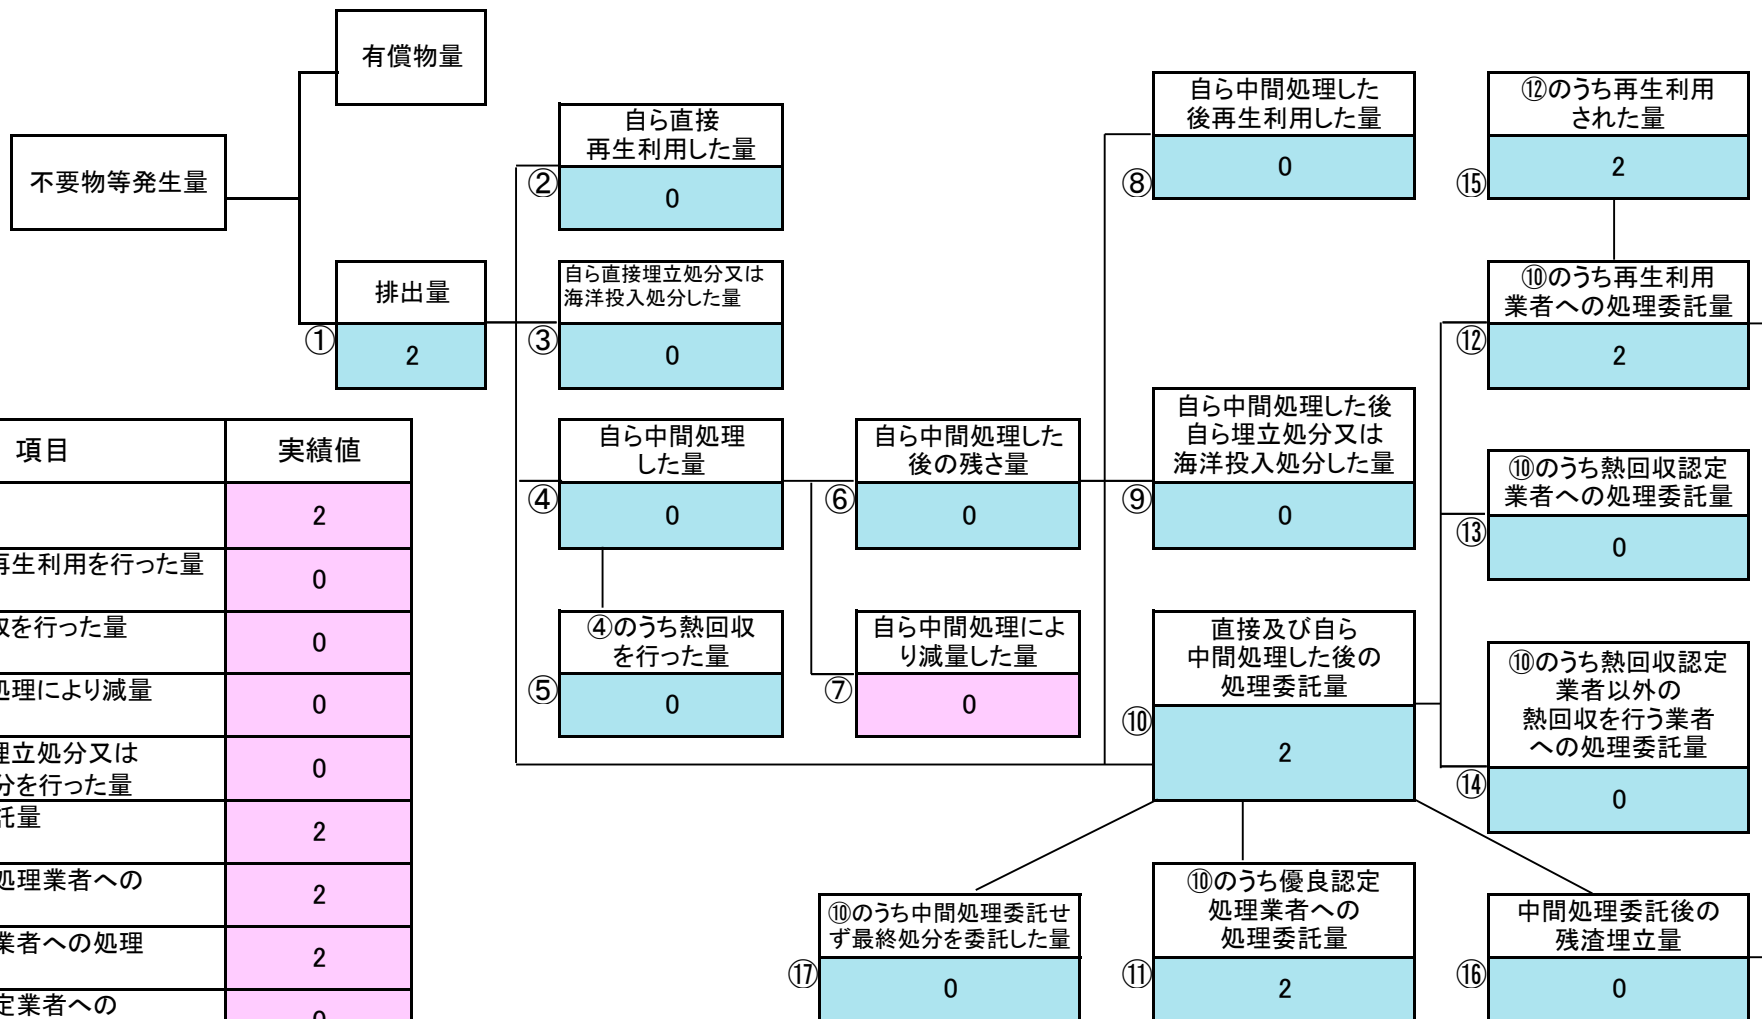 有償物量
不要物等発生量
排出量
①
2
自ら直接
再生利用した量
②
0
自ら直接埋立処分又は
海洋投入処分した量
③
0
自ら中間処理
した量
④
0
④のうち熱回収
を行った量
⑤
0
自ら中間処理した
後の残さ量
⑥
0
自ら中間処理によ
り減量した量
⑦
0
自ら中間処理した
後再生利用した量
⑧
0
自ら中間処理した後
自ら埋立処分又は
海洋投入処分した量
⑨
0
直接及び自ら
中間処理した後の
処理委託量
⑩
2
⑩のうち優良認定
処理業者への
処理委託量
⑪
2
⑫のうち再生利用
された量
⑮
2
⑩のうち再生利用
業者への処理委託量
⑫
2
⑩のうち熱回収認定
業者への処理委託量
⑬
0
⑩のうち熱回収認定
業者以外の
熱回収を行う業者
への処理委託量
⑭
0
中間処理委託後の
残渣埋立量
⑯
0
⑩のうち中間処理委託せ
ず最終処分を委託した量
⑰
0
項目 実績値
2
再生利用を行った量
0
を行った量
0
処理により減量
0
埋立処分又は
を行った量
0
託量
2
処理業者への
2
業者への処理
2
定業者への
0